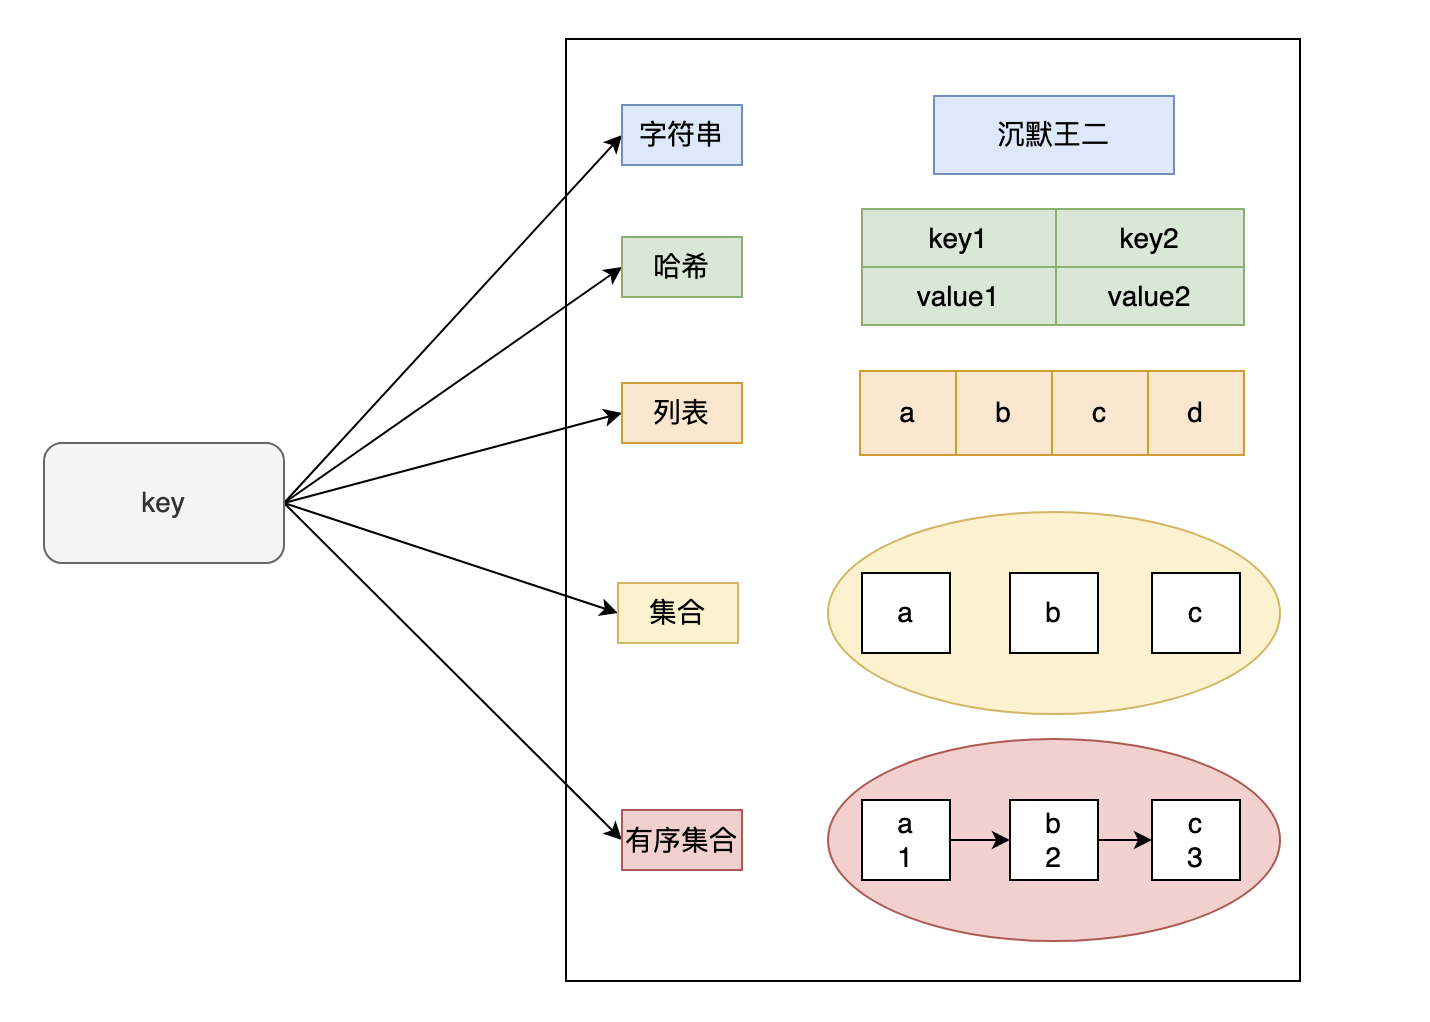 key
字符串
沉默王二
哈希
key1 key2
value1 value2
列表
a b c d
集合
a b c
有序集合
a b c
1 2 3